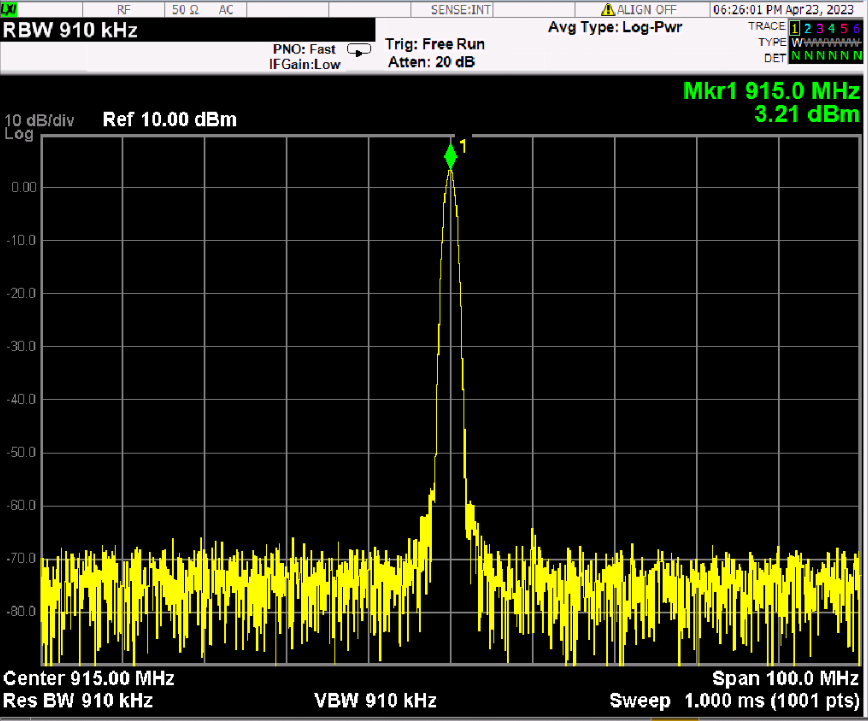 LXI RF 50 Ω AC SENSE:INT ALIGN OFF 06:26:01 PM Apr 23, 2023
RBW 910 kHz
PNO: Fast
IFGain:Low
Trig: Free Run
Atten: 20 dB
Avg Type: Log-Pwr
TRACE 1 2 3 4 5 6
TYPE WWWWWW
DET N N N N N N
Mkr1 915.0 MHz
3.21 dBm
10 dB/div Ref 10.00 dBm
Log
1
0.00
-10.0
-20.0
-30.0
-40.0
-50.0
-60.0
-70.0
-80.0
Center 915.00 MHz Span 100.0 MHz
Res BW 910 kHz VBW 910 kHz Sweep 1.000 ms (1001 pts)